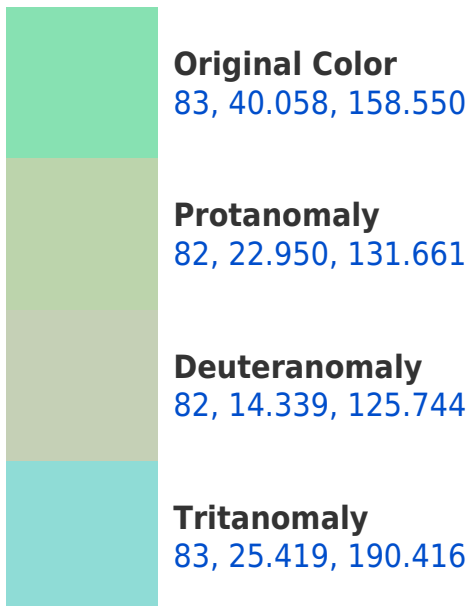 Original Color
83, 40.058, 158.550
Protanomaly
82, 22.950, 131.661
Deuteranomaly
82, 14.339, 125.744
Tritanomaly
83, 25.419, 190.416